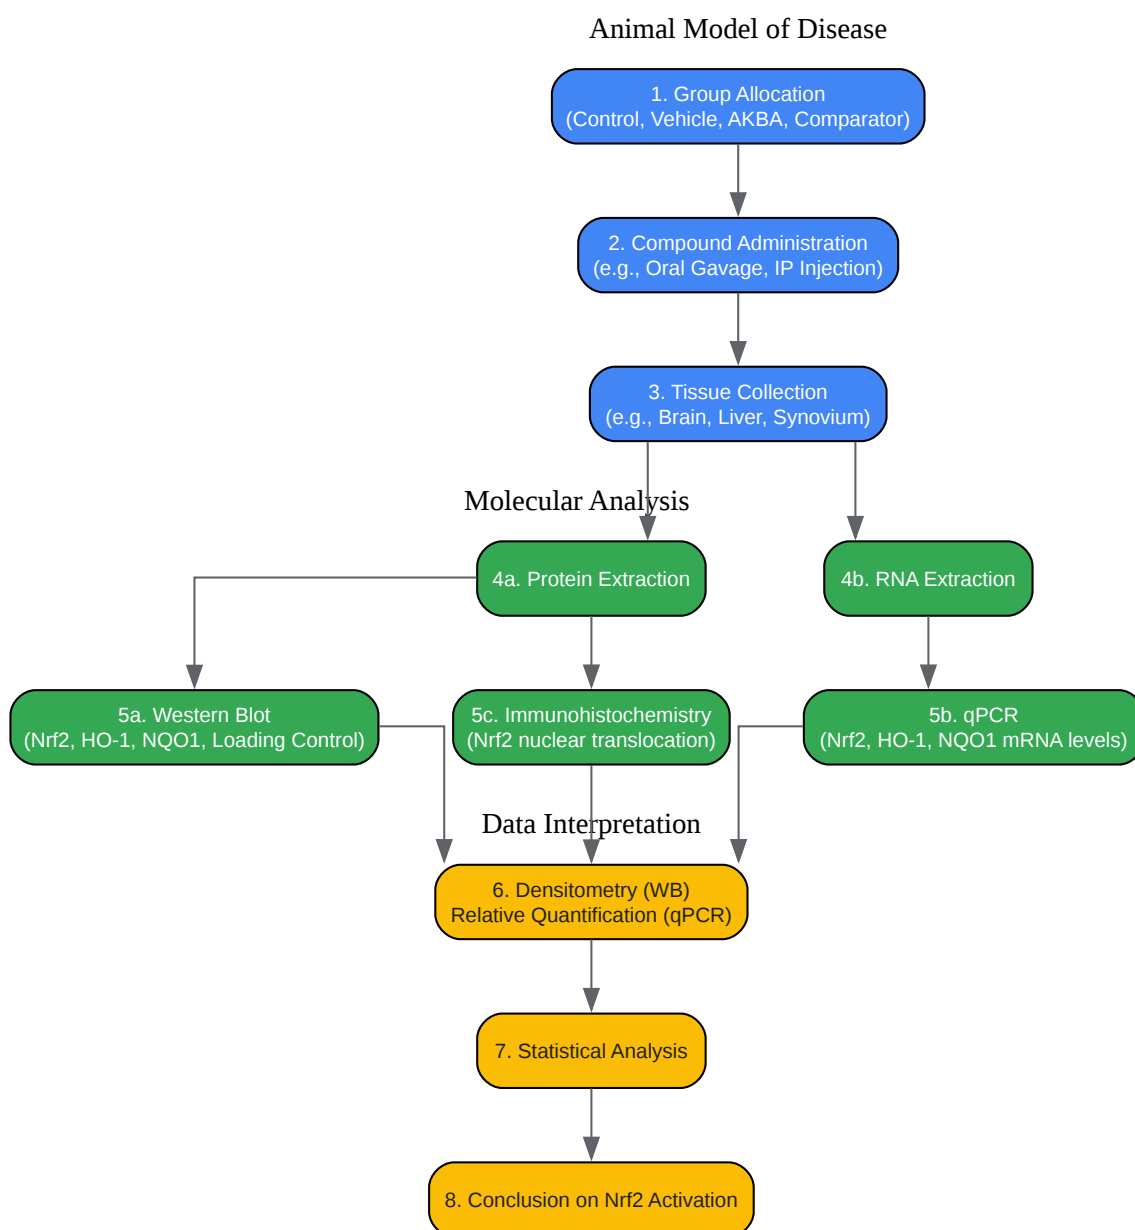 Animal Model of Disease
1. Group Allocation
(Control, Vehicle, AKBA, Comparator)
2. Compound Administration
(e.g., Oral Gavage, IP Injection)
3. Tissue Collection
(e.g., Brain, Liver, Synovium)
Molecular Analysis
4a. Protein Extraction
4b. RNA Extraction
5a. Western Blot
(Nrf2, HO-1, NQO1, Loading Control)
5c. Immunohistochemistry
(Nrf2 nuclear translocation)
5b. qPCR
(Nrf2, HO-1, NQO1 mRNA levels)
Data Interpretation
6. Densitometry (WB)
Relative Quantification (qPCR)
7. Statistical Analysis
8. Conclusion on Nrf2 Activation